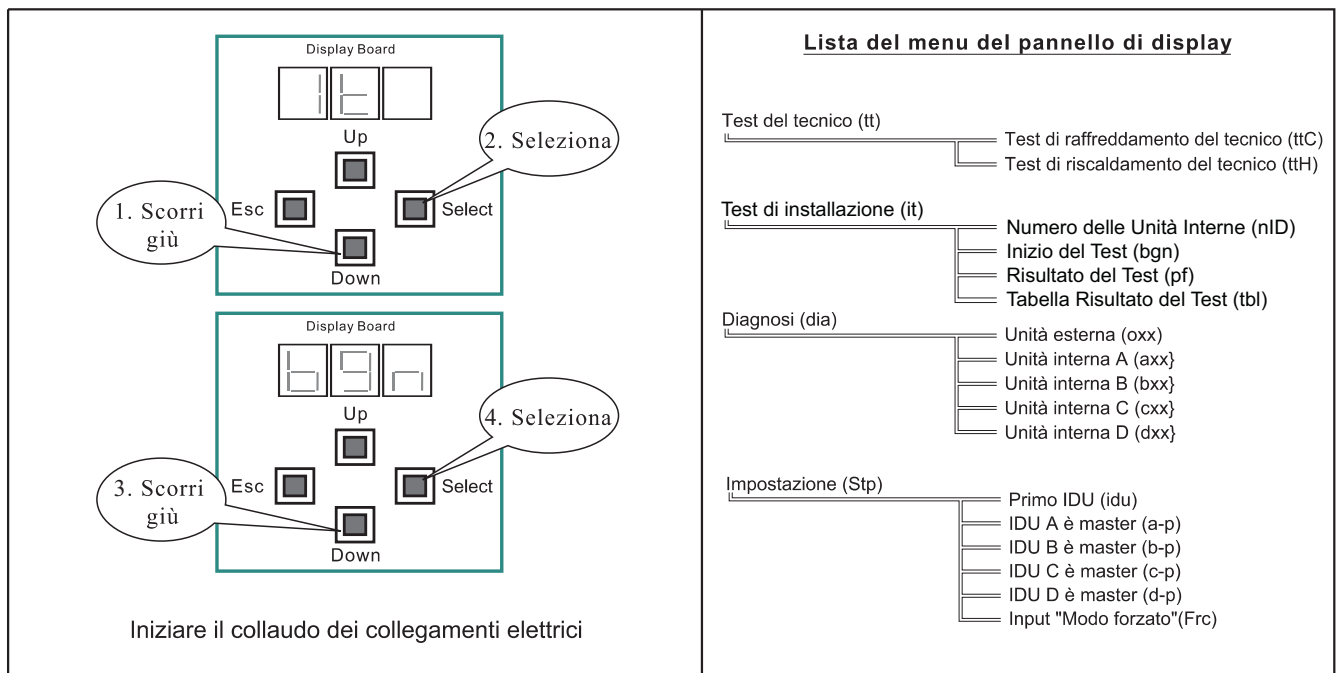 Display Board
It
Up
2. Seleziona
1. Scorri
giù
Esc
Select
Down
Display Board
bgn
Up
4. Seleziona
3. Scorri
giù
Esc
Select
Down
Iniziare il collaudo dei collegamenti elettrici
Lista del menu del pannello di display
Test del tecnico (tt)
Test di raffreddamento del tecnico (ttC)
Test di riscaldamento del tecnico (ttH)
Test di installazione (it)
Numero delle Unità Interne (nID)
Inizio del Test (bgn)
Risultato del Test (pf)
Tabella Risultato del Test (tbl)
Diagnosi (dia)
Unità esterna (oxx)
Unità interna A (axx}
Unità interna B (bxx}
Unità interna C (cxx}
Unità interna D (dxx}
Impostazione (Stp)
Primo IDU (idu)
IDU A è master (a-p)
IDU B è master (b-p)
IDU C è master (c-p)
IDU D è master (d-p)
Input "Modo forzato"(Frc)